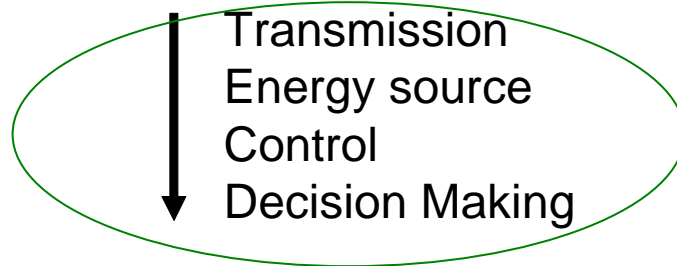 Transmission
Energy source
Control
Decision Making